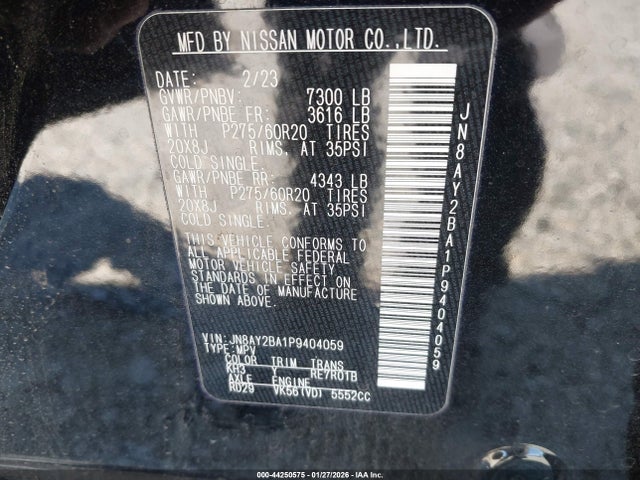 MFD BY NISSAN MOTOR CO.,LTD.
DATE: 2/23
GVWR/PNBV: 7300 LB
GAWR/PNBE FR: 3616 LB
WITH P275/60R20 TIRES
20X8J RIMS, AT 35PSI
COLD SINGLE.
GAWR/PNBE RR: 4343 LB
WITH P275/60R20 TIRES
20X8J RIMS, AT 35PSI
COLD SINGLE.
THIS VEHICLE CONFORMS TO
ALL APPLICABLE FEDERAL
MOTOR VEHICLE SAFETY
STANDARDS IN EFFECT ON
THE DATE OF MANUFACTURE
SHOWN ABOVE.
VIN: JN8AY2BA1P9404059
TYPE: MPV
COLOR TRIM TRANS
KH3 Y RE7R01B
AXLE ENGINE
RD29 VK56(VD) 5552CC
JN8AY2BA1P9404059
000-44250575 - 01/27/2026 - IAA Inc.